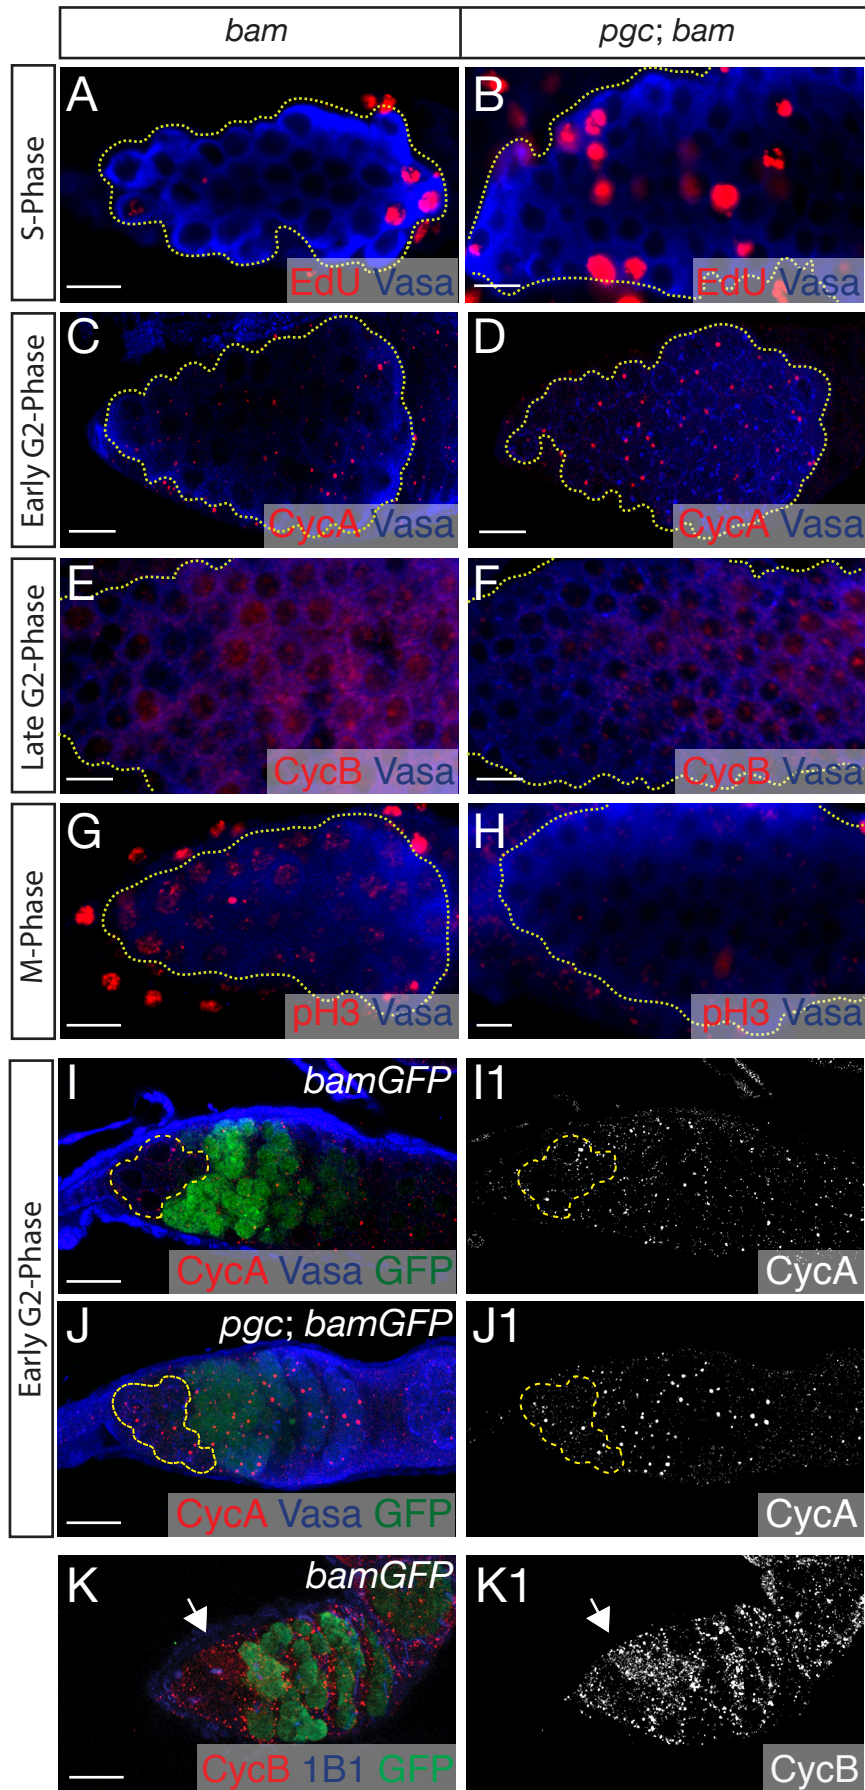 bam
pgc; bam
S-Phase
A
EdU Vasa
B
EdU Vasa
Early G2-Phase
C
CycA Vasa
D
CycA Vasa
Late G2-Phase
E
CycB Vasa
F
CycB Vasa
M-Phase
G
pH3 Vasa
H
pH3 Vasa
Early G2-Phase
I
bamGFP
CycA Vasa GFP
I1
CycA
J
pgc; bamGFP
CycA Vasa GFP
J1
CycA
K
bamGFP
CycB 1B1 GFP
K1
CycB